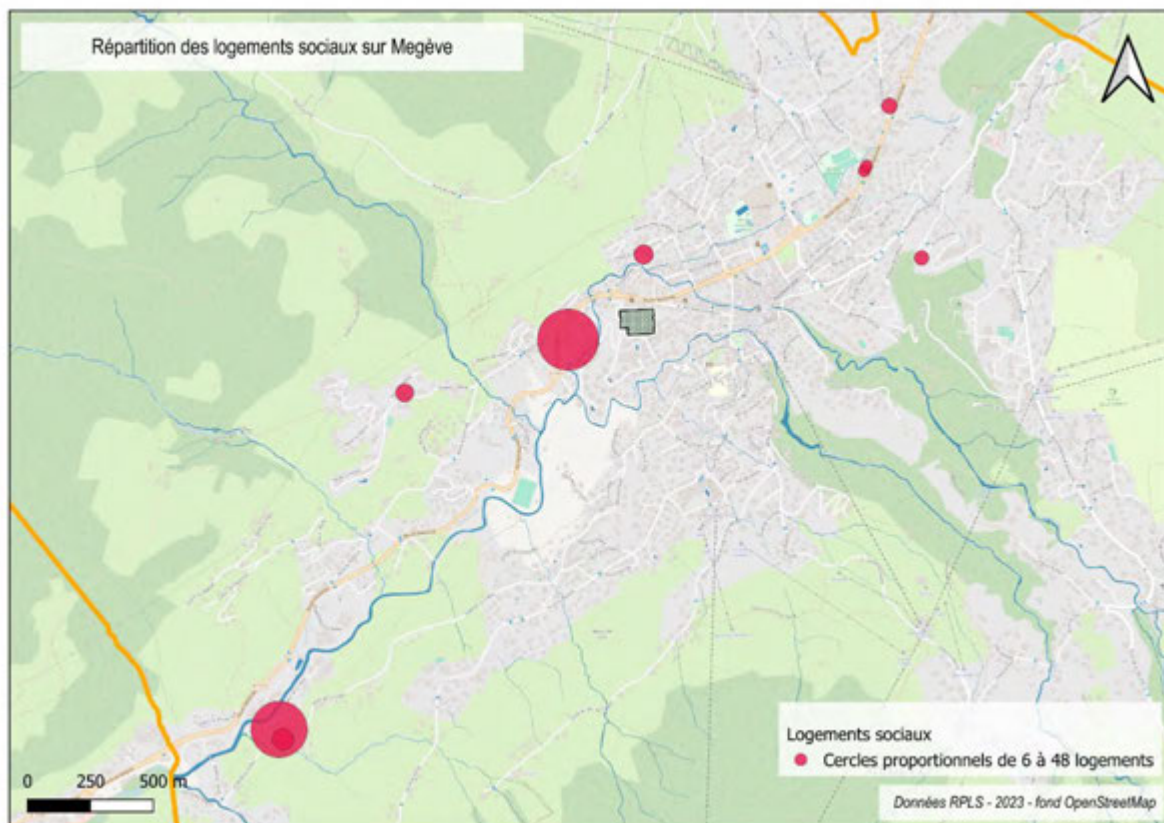 Répartition des logements sociaux sur Megève
Logements sociaux
Cercles proportionnels de 6 à 48 logements
0 250 500 m
Données RPLS - 2023 - fond OpenStreetMap